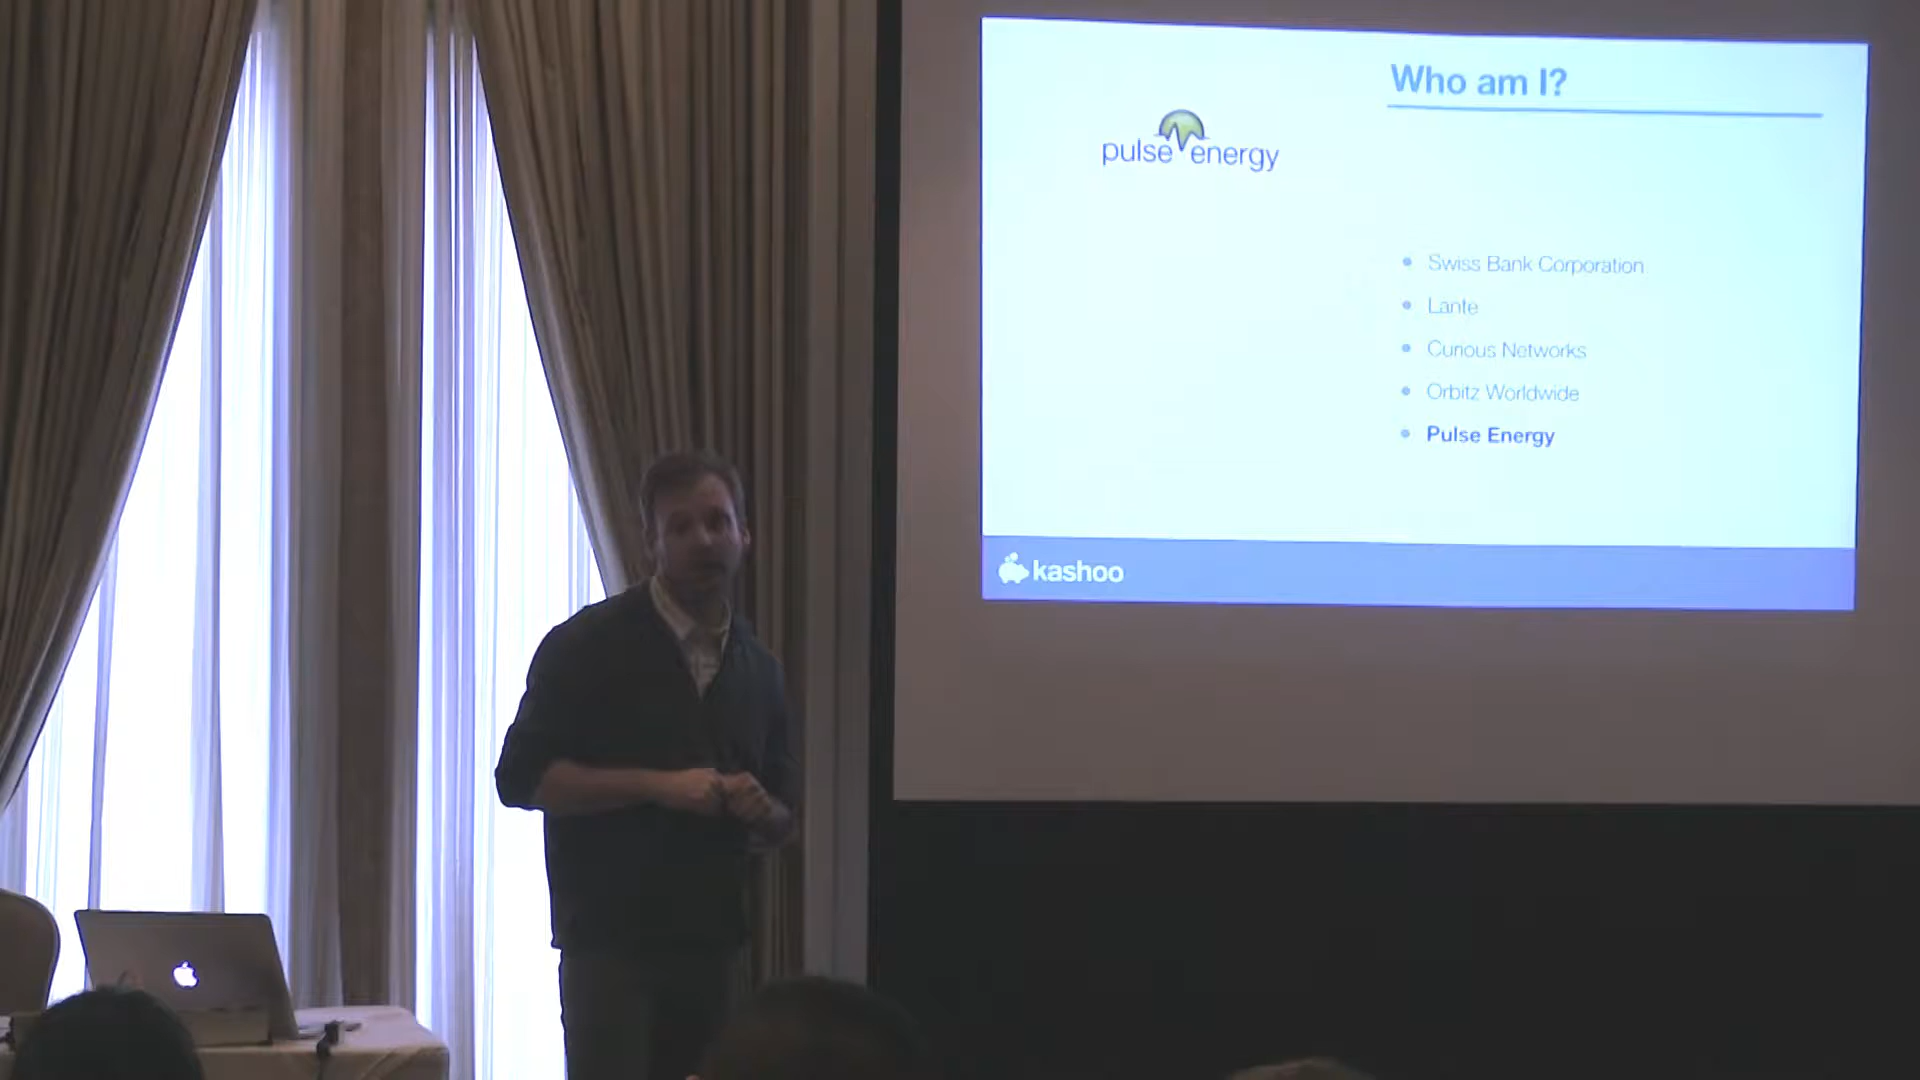 Who am I?
pulse energy
Swiss Bank Corporation
Lante
Curious Networks
Orbitz Worldwide
Pulse Energy
kashoo